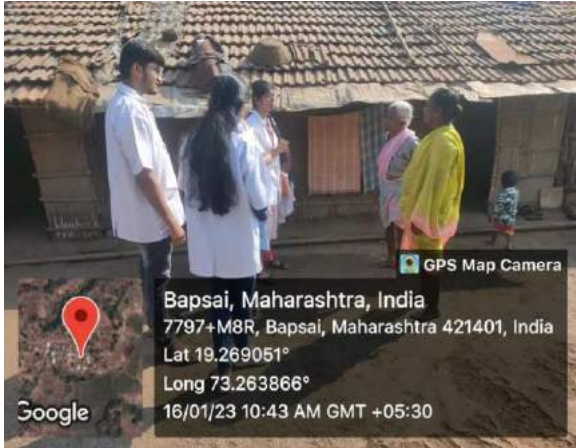 GPS Map Camera
Bapsai, Maharashtra, India
7797+M8R, Bapsai, Maharashtra 421401, India
Lat 19.269051°
Long 73.263866°
16/01/23 10:43 AM GMT +05:30
Google